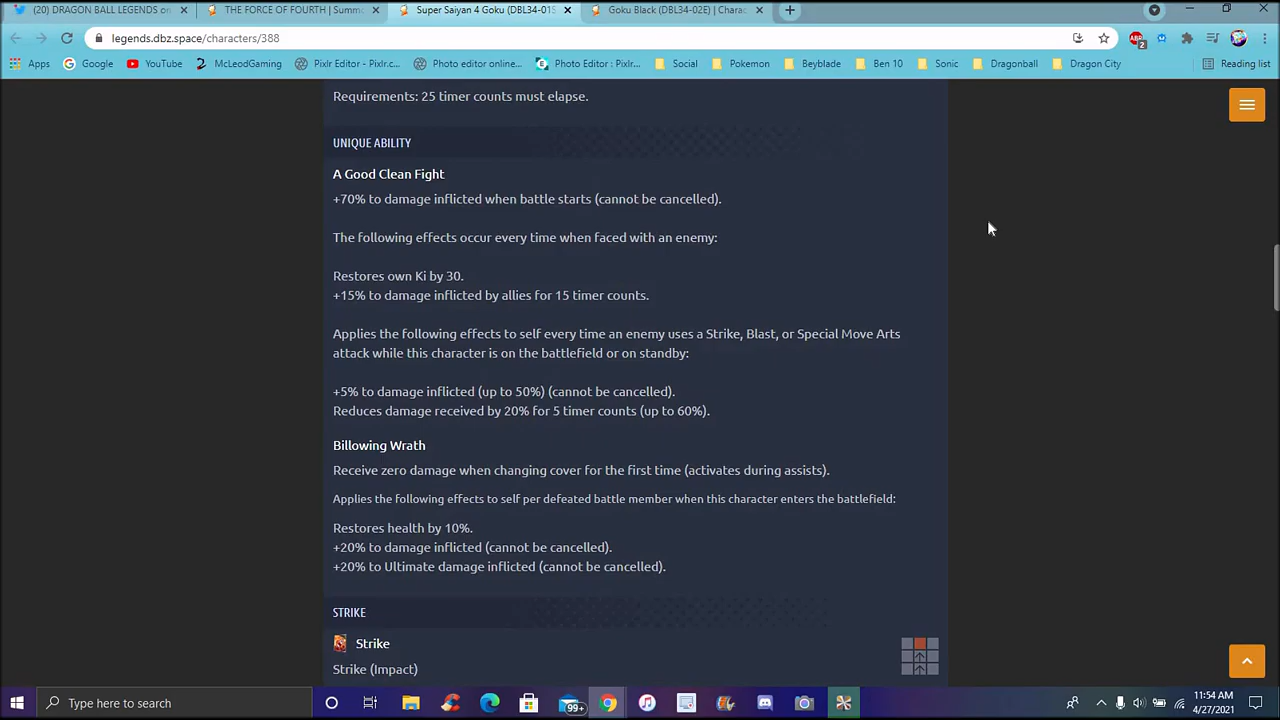 (20) DRAGON BALL LEGENDS on
THE FORCE OF FOURTH | Summo
Super Saiyan 4 Goku (DBL34-01S
Goku Black (DBL34-02E) | Charac
legends.dbz.space/characters/388
Apps
Google
YouTube
McLeodGaming
Pixlr Editor - Pixlr.c...
Photo editor online...
Photo Editor : Pixlr...
Social
Pokemon
Beyblade
Ben 10
Sonic
Dragonball
Dragon City
Reading list
Requirements: 25 timer counts must elapse.
UNIQUE ABILITY
A Good Clean Fight
+70% to damage inflicted when battle starts (cannot be cancelled).
The following effects occur every time when faced with an enemy:
Restores own Ki by 30.
+15% to damage inflicted by allies for 15 timer counts.
Applies the following effects to self every time an enemy uses a Strike, Blast, or Special Move Arts
attack while this character is on the battlefield or on standby:
+5% to damage inflicted (up to 50%) (cannot be cancelled).
Reduces damage received by 20% for 5 timer counts (up to 60%).
Billowing Wrath
Receive zero damage when changing cover for the first time (activates during assists).
Applies the following effects to self per defeated battle member when this character enters the battlefield:
Restores health by 10%.
+20% to damage inflicted (cannot be cancelled).
+20% to Ultimate damage inflicted (cannot be cancelled).
STRIKE
Strike
Strike (Impact)
Type here to search
99+
11:54 AM
4/27/2021